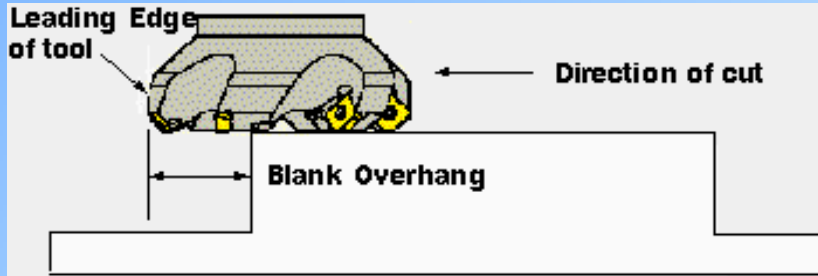 Leading Edge
of tool
Direction of cut
Blank Overhang